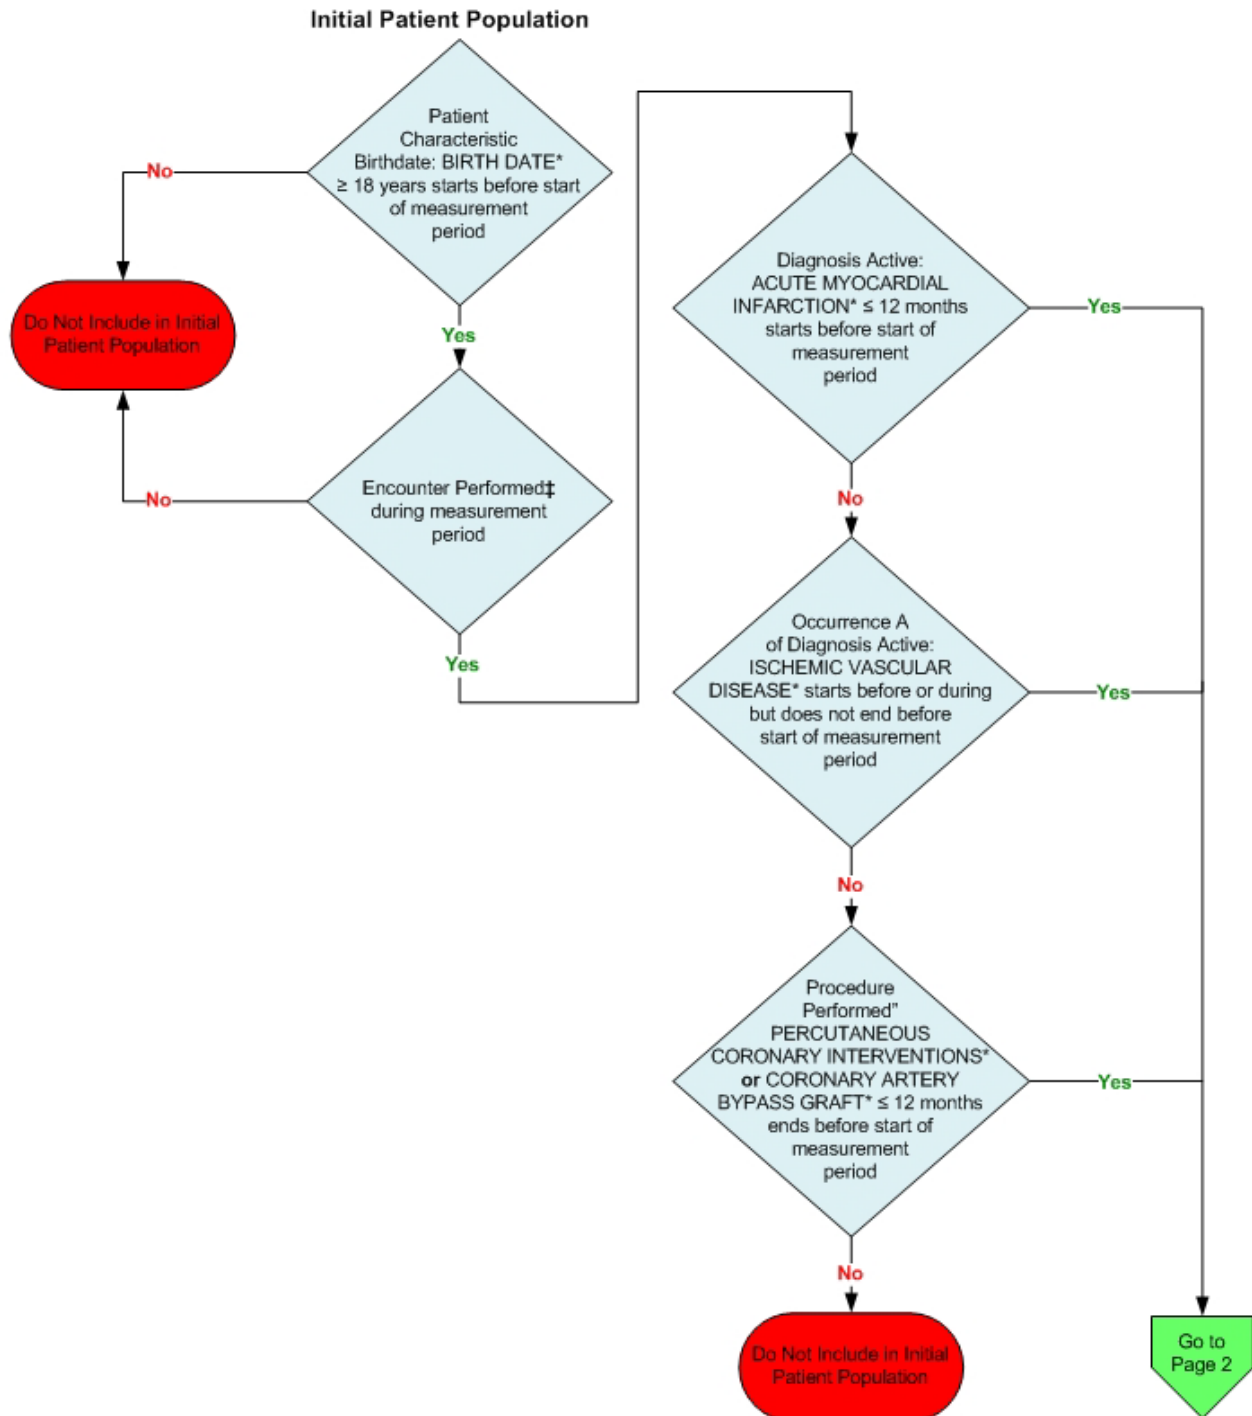 Initial Patient Population
Patient
Characteristic
Birthdate: BIRTH DATE*
≥ 18 years starts before start
of measurement
period
No
Do Not Include in Initial
Patient Population
Yes
Encounter Performed‡
during measurement
period
No
Yes
Diagnosis Active:
ACUTE MYOCARDIAL
INFARCTION* ≤ 12 months
starts before start of
measurement
period
Yes
No
Occurrence A
of Diagnosis Active:
ISCHEMIC VASCULAR
DISEASE* starts before or during
but does not end before
start of measurement
period
Yes
No
Procedure
Performed”
PERCUTANEOUS
CORONARY INTERVENTIONS*
or CORONARY ARTERY
BYPASS GRAFT* ≤ 12 months
ends before start of
measurement
period
Yes
No
Do Not Include in Initial
Patient Population
Go to
Page 2